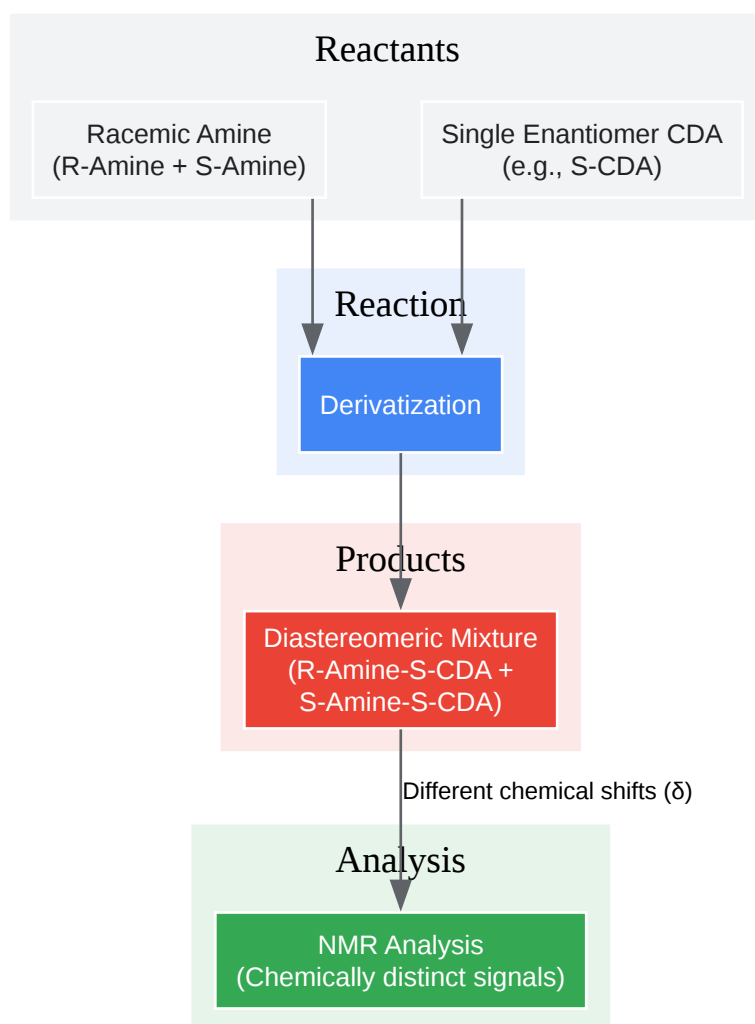 Reactants
Racemic Amine
(R-Amine + S-Amine)
Single Enantiomer CDA
(e.g., S-CDA)
Reaction
Derivatization
Products
Diastereomeric Mixture
(R-Amine-S-CDA +
S-Amine-S-CDA)
Different chemical shifts (δ)
Analysis
NMR Analysis
(Chemically distinct signals)